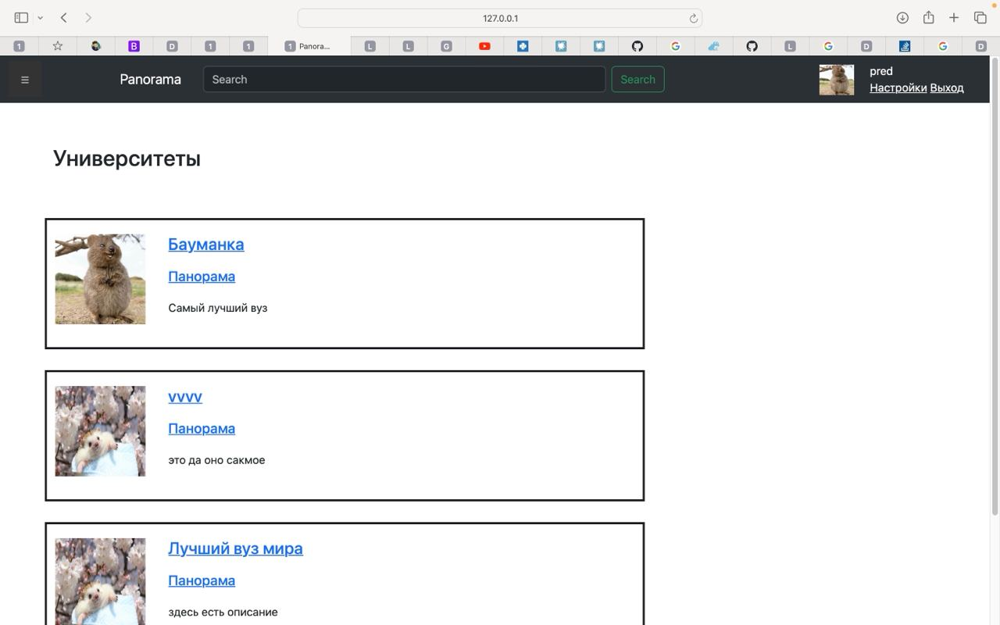 127.0.0.1
1 B D 1 1 1 Panora... L L G L D D
Panorama Search Search pred
Настройки Выход
Университеты
Бауманка
Панорама
Самый лучший вуз
vvvv
Панорама
это да оно сакмое
Лучший вуз мира
Панорама
здесь есть описание